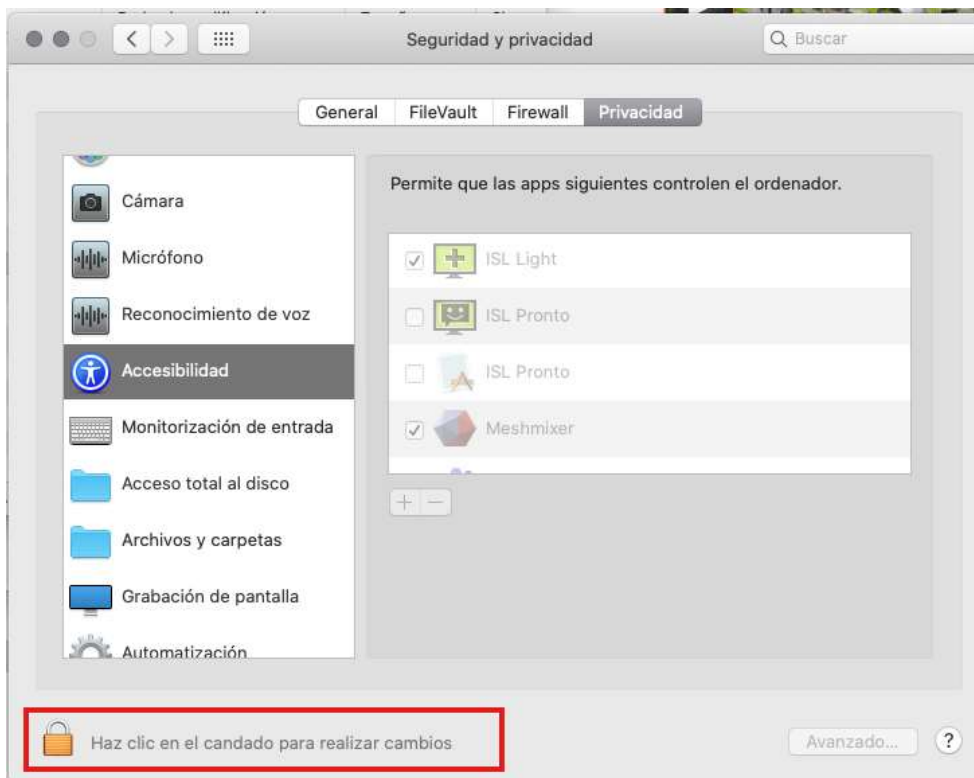 Seguridad y privacidad
Buscar
General FileVault Firewall Privacidad
Cámara
Micrófono
Reconocimiento de voz
Accesibilidad
Monitorización de entrada
Acceso total al disco
Archivos y carpetas
Grabación de pantalla
Automatización
Permite que las apps siguientes controlen el ordenador.
ISL Light
ISL Pronto
ISL Pronto
Meshmixer
Haz clic en el candado para realizar cambios
Avanzado...
?